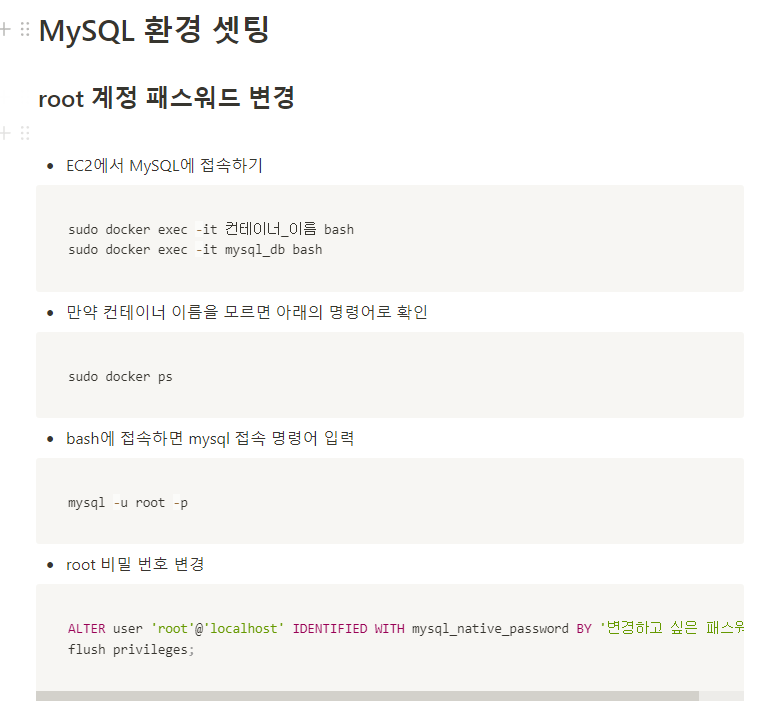 MySQL 환경 셋팅
root 계정 패스워드 변경
EC2에서 MySQL에 접속하기
sudo docker exec -it 컨테이너_이름 bash
sudo docker exec -it mysql_db bash
만약 컨테이너 이름을 모르면 아래의 명령어로 확인
sudo docker ps
bash에 접속하면 mysql 접속 명령어 입력
mysql -u root -p
root 비밀 번호 변경
ALTER user 'root'@'localhost' IDENTIFIED WITH mysql_native_password BY '변경하고 싶은
flush privileges;